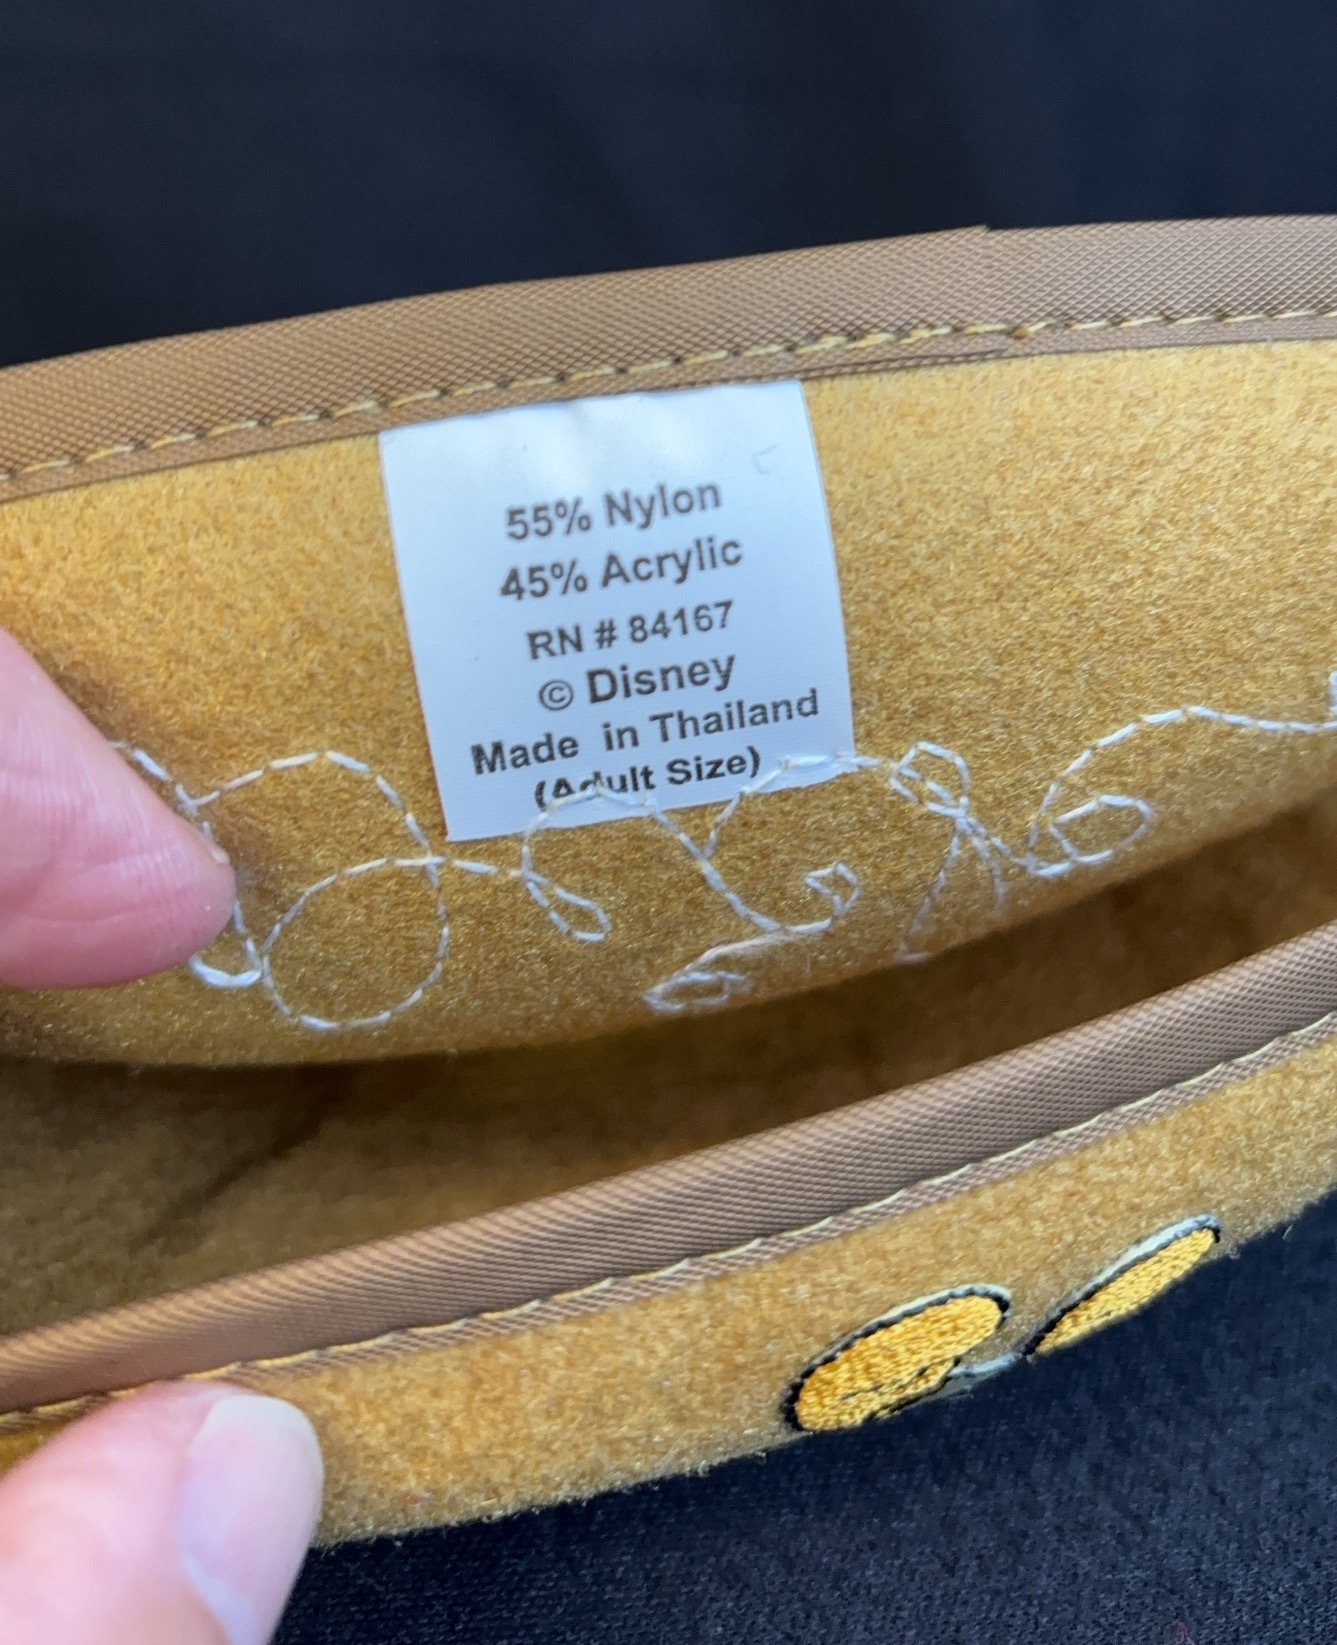 55% Nylon
45% Acrylic
RN # 84167
© Disney
Made in Thailand
(Adult Size)